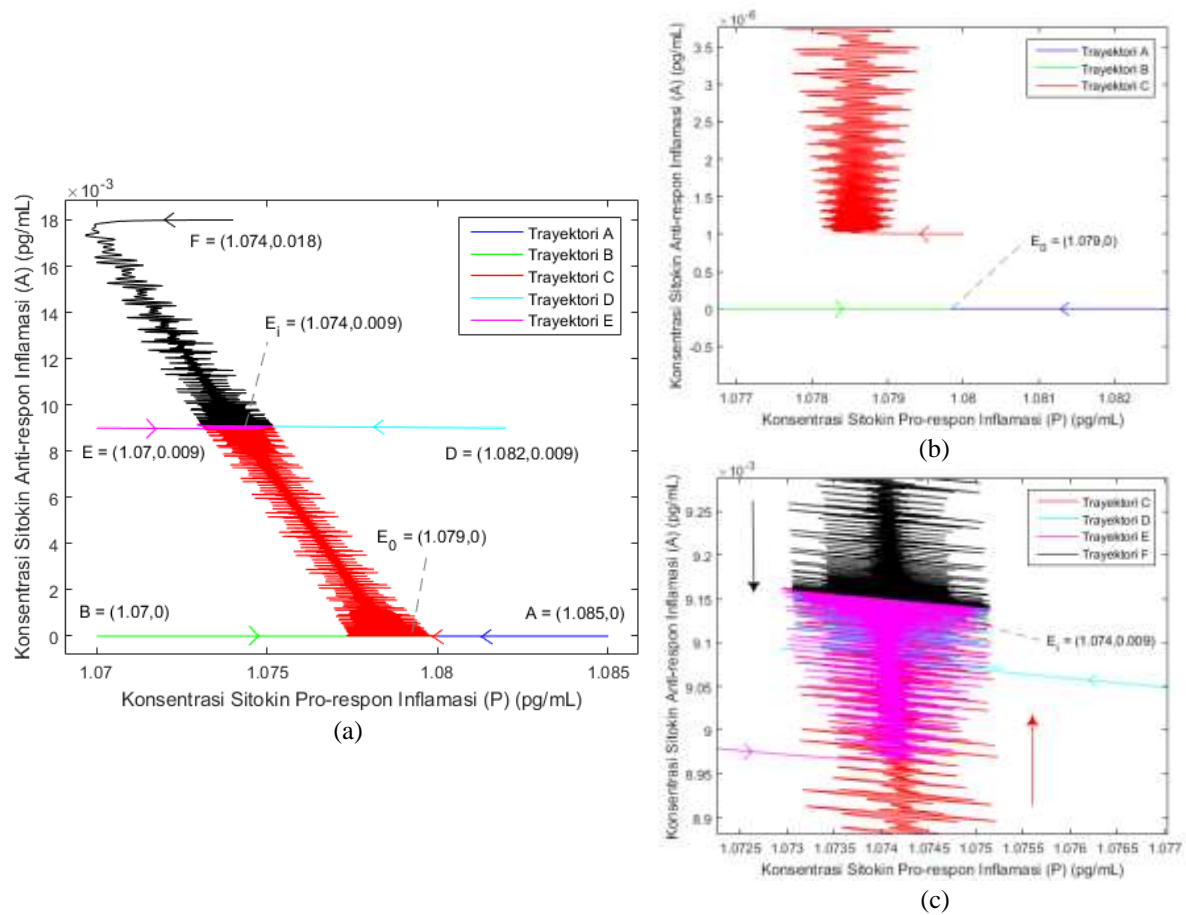 × 10⁻³
18
16
14
12
10
8
6
4
2
0
Konsentrasi Sitokin Anti-respon Inflamasi (A) (pg/mL)
F = (1.074,0.018)
Trayektori A
Trayektori B
Trayektori C
Trayektori D
Trayektori E
Eᵢ = (1.074,0.009)
E = (1.07,0.009)
D = (1.082,0.009)
E₀ = (1.079,0)
B = (1.07,0)
A = (1.085,0)
1.07 1.075 1.08 1.085
Konsentrasi Sitokin Pro-respon Inflamasi (P) (pg/mL)
(a)
× 10⁻⁶
3.5
3
2.5
2
1.5
1
0.5
0
-0.5
Konsentrasi Sitokin Anti-respon Inflamasi (A) (pg/mL)
Trayektori A
Trayektori B
Trayektori C
E₀ = (1.079,0)
1.077 1.078 1.079 1.08 1.081 1.082
Konsentrasi Sitokin Pro-respon Inflamasi (P) (pg/mL)
(b)
× 10⁻³
9.25
9.2
9.15
9.1
9.05
9
8.95
8.9
Konsentrasi Sitokin Anti-respon Inflamasi (A) (pg/mL)
Trayektori C
Trayektori D
Trayektori E
Trayektori F
Eᵢ = (1.074,0.009)
1.0725 1.073 1.0735 1.074 1.0745 1.075 1.0755 1.076 1.0765 1.077
Konsentrasi Sitokin Pro-respon Inflamasi (P) (pg/mL)
(c)